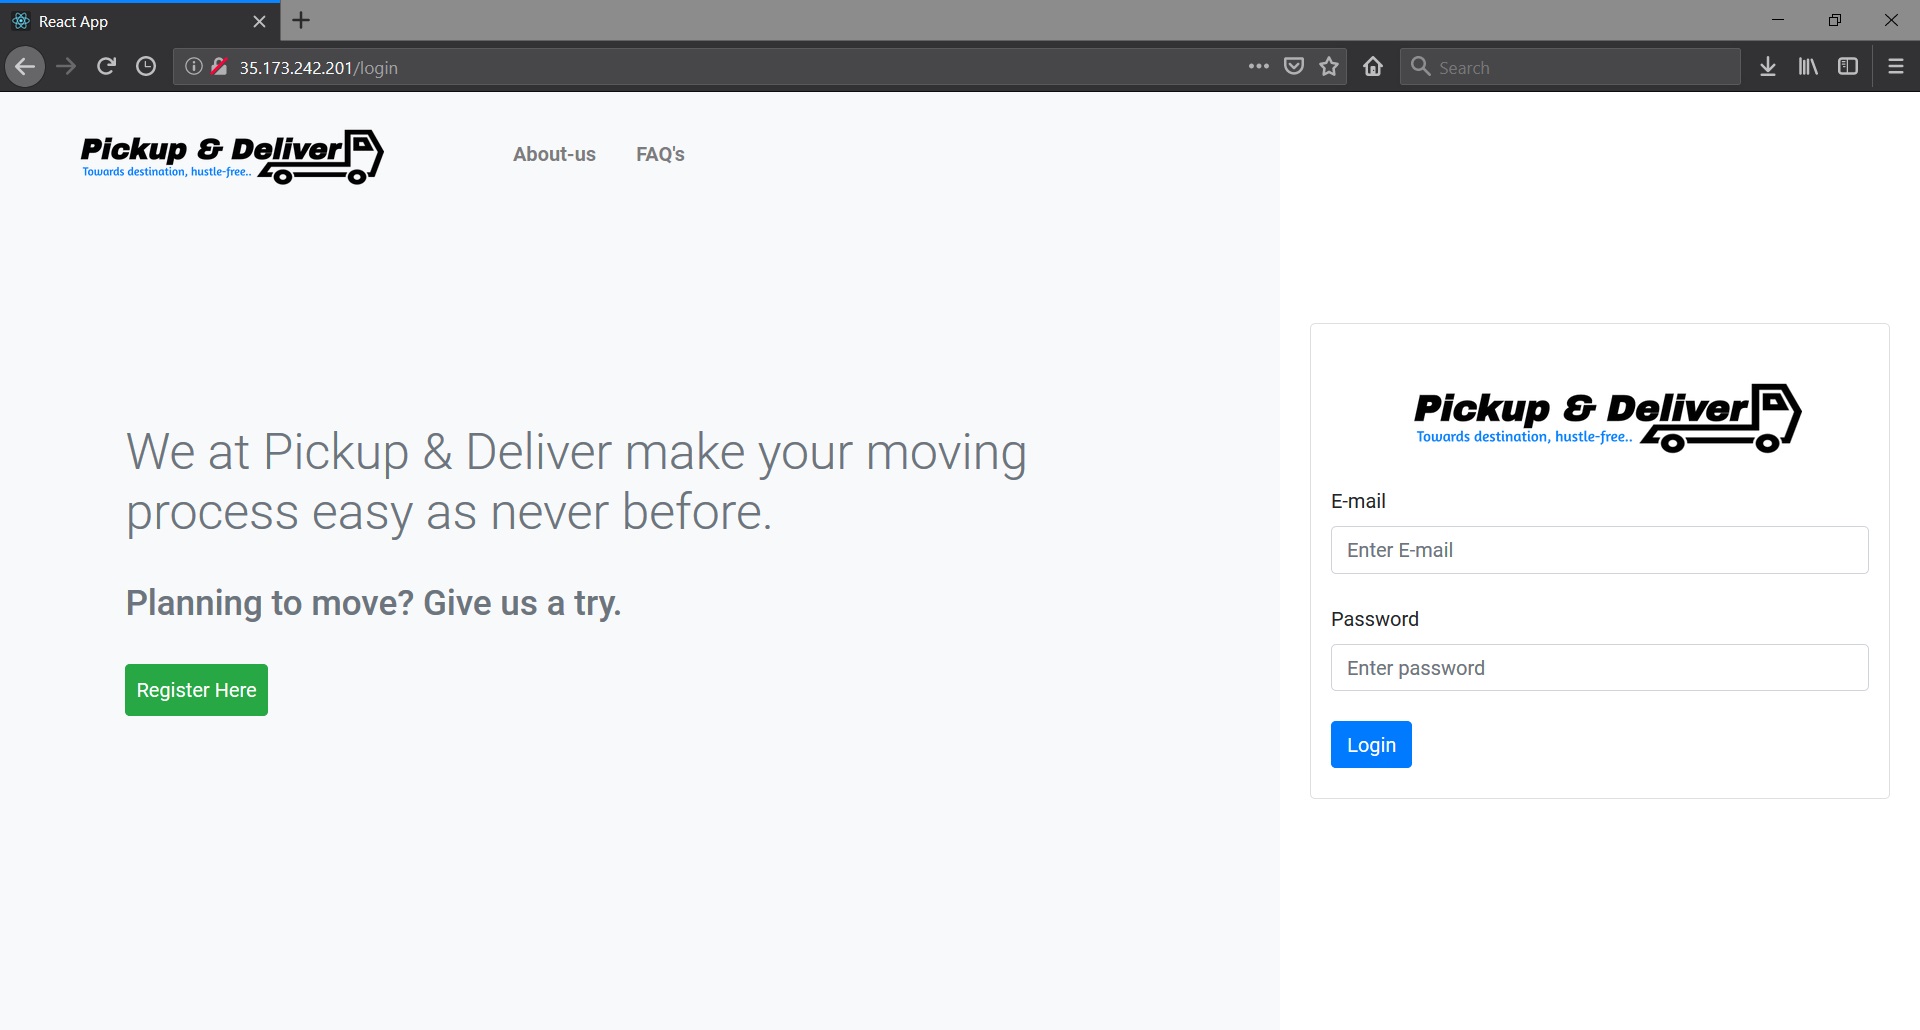 React App
35.173.242.201/login
Search
Pickup & Deliver
Towards destination, hustle-free..
About-us
FAQ's
We at Pickup & Deliver make your moving
process easy as never before.
Planning to move? Give us a try.
Register Here
Pickup & Deliver
Towards destination, hustle-free..
E-mail
Enter E-mail
Password
Enter password
Login